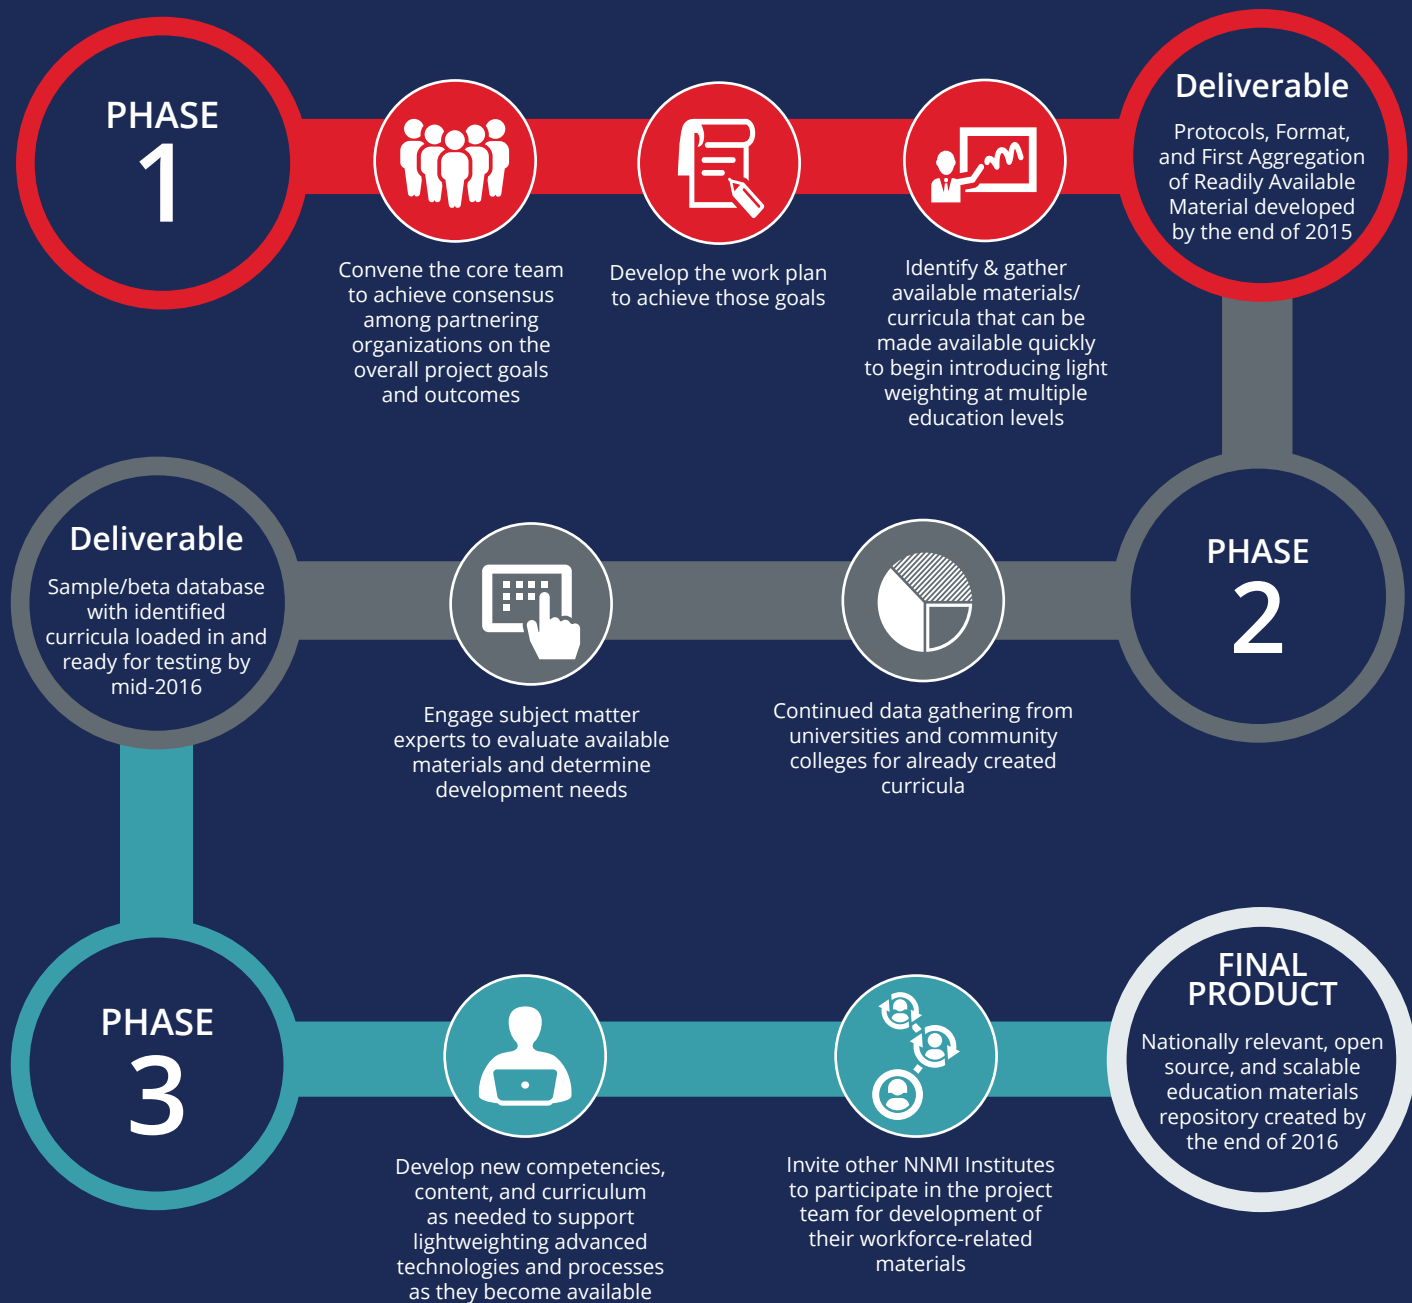 PHASE
1
Convene the core team
to achieve consensus
among partnering
organizations on the
overall project goals
and outcomes
Develop the work plan
to achieve those goals
Identify & gather
available materials/
curricula that can be
made available quickly
to begin introducing light
weighting at multiple
education levels
Deliverable
Protocols, Format,
and First Aggregation
of Readily Available
Material developed
by the end of 2015
PHASE
2
Continued data gathering from
universities and community
colleges for already created
curricula
Engage subject matter
experts to evaluate available
materials and determine
development needs
Deliverable
Sample/beta database
with identified
curricula loaded in and
ready for testing by
mid-2016
PHASE
3
Develop new competencies,
content, and curriculum
as needed to support
lightweighting advanced
technologies and processes
as they become available
Invite other NNMI Institutes
to participate in the project
team for development of
their workforce-related
materials
FINAL
PRODUCT
Nationally relevant, open
source, and scalable
education materials
repository created by
the end of 2016